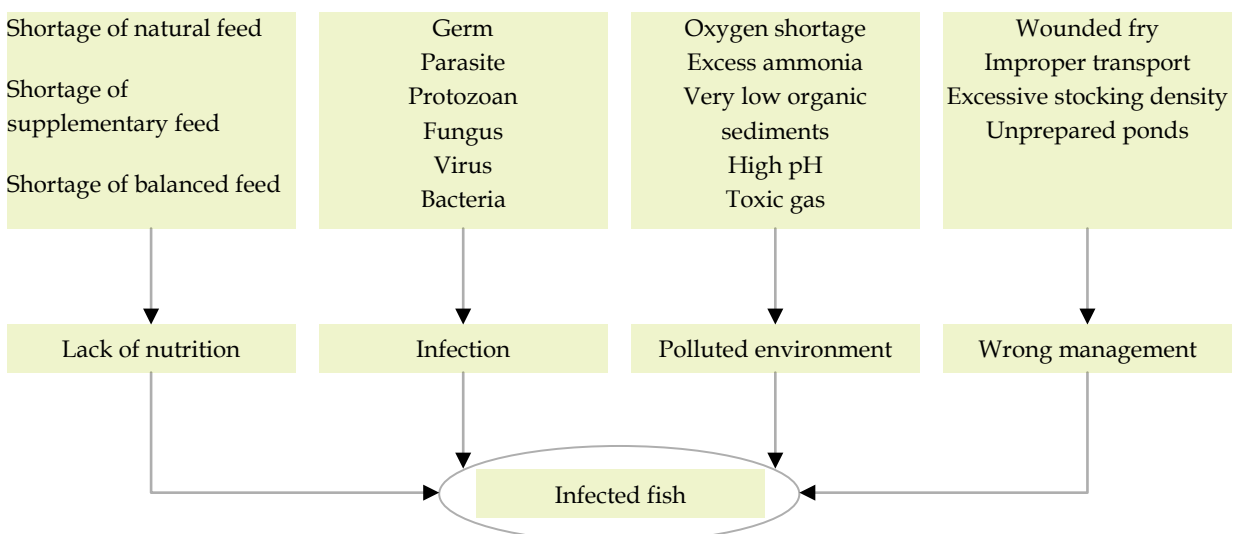 Shortage of natural feed
Shortage of
supplementary feed
Shortage of balanced feed
Germ
Parasite
Protozoan
Fungus
Virus
Bacteria
Oxygen shortage
Excess ammonia
Very low organic
sediments
High pH
Toxic gas
Wounded fry
Improper transport
Excessive stocking density
Unprepared ponds
Lack of nutrition
Infection
Polluted environment
Wrong management
Infected fish